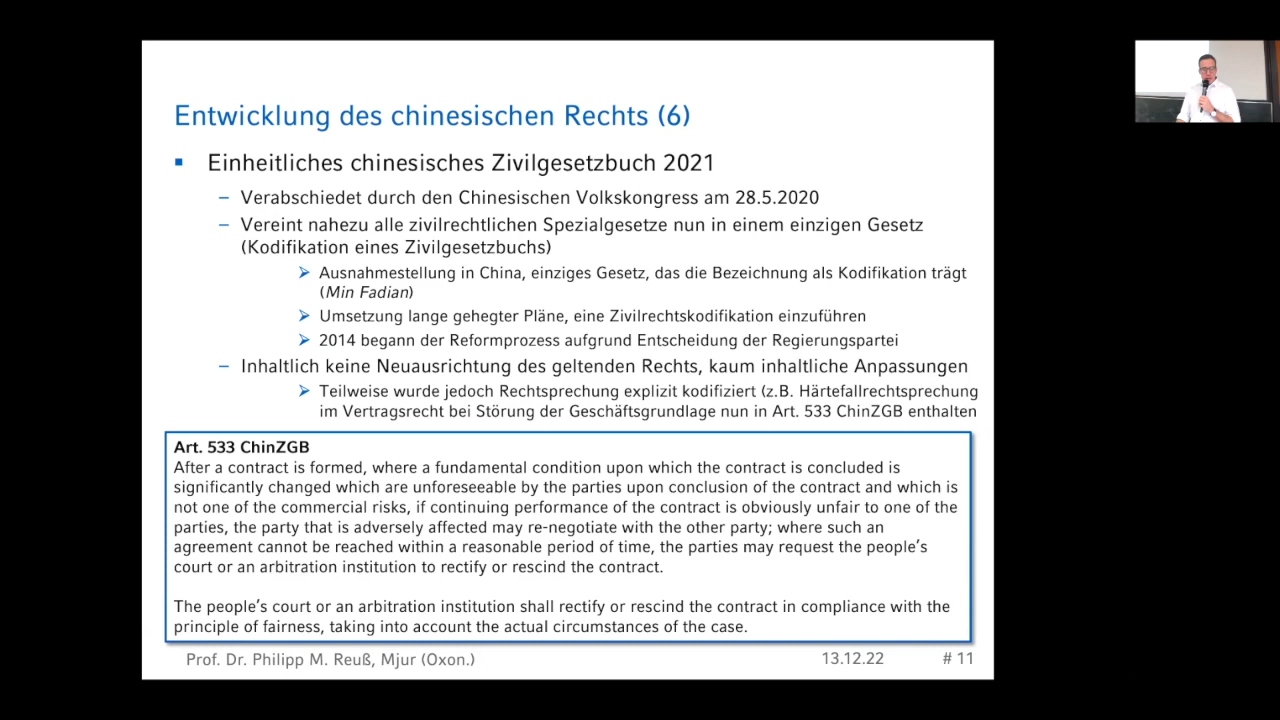 Entwicklung des chinesischen Rechts (6)
▪ Einheitliches chinesisches Zivilgesetzbuch 2021
– Verabschiedet durch den Chinesischen Volkskongress am 28.5.2020
– Vereint nahezu alle zivilrechtlichen Spezialgesetze nun in einem einzigen Gesetz
(Kodifikation eines Zivilgesetzbuchs)
➢ Ausnahmestellung in China, einziges Gesetz, das die Bezeichnung als Kodifikation trägt
(Min Fadian)
➢ Umsetzung lange gehegter Pläne, eine Zivilrechtskodifikation einzuführen
➢ 2014 begann der Reformprozess aufgrund Entscheidung der Regierungspartei
– Inhaltlich keine Neuausrichtung des geltenden Rechts, kaum inhaltliche Anpassungen
➢ Teilweise wurde jedoch Rechtsprechung explizit kodifiziert (z.B. Härtefallrechtsprechung
im Vertragsrecht bei Störung der Geschäftsgrundlage nun in Art. 533 ChinZGB enthalten
Art. 533 ChinZGB
After a contract is formed, where a fundamental condition upon which the contract is concluded is
significantly changed which are unforeseeable by the parties upon conclusion of the contract and which is
not one of the commercial risks, if continuing performance of the contract is obviously unfair to one of the
parties, the party that is adversely affected may re-negotiate with the other party; where such an
agreement cannot be reached within a reasonable period of time, the parties may request the people's
court or an arbitration institution to rectify or rescind the contract.
The people's court or an arbitration institution shall rectify or rescind the contract in compliance with the
principle of fairness, taking into account the actual circumstances of the case.
Prof. Dr. Philipp M. Reuß, Mjur (Oxon.) 13.12.22 # 11